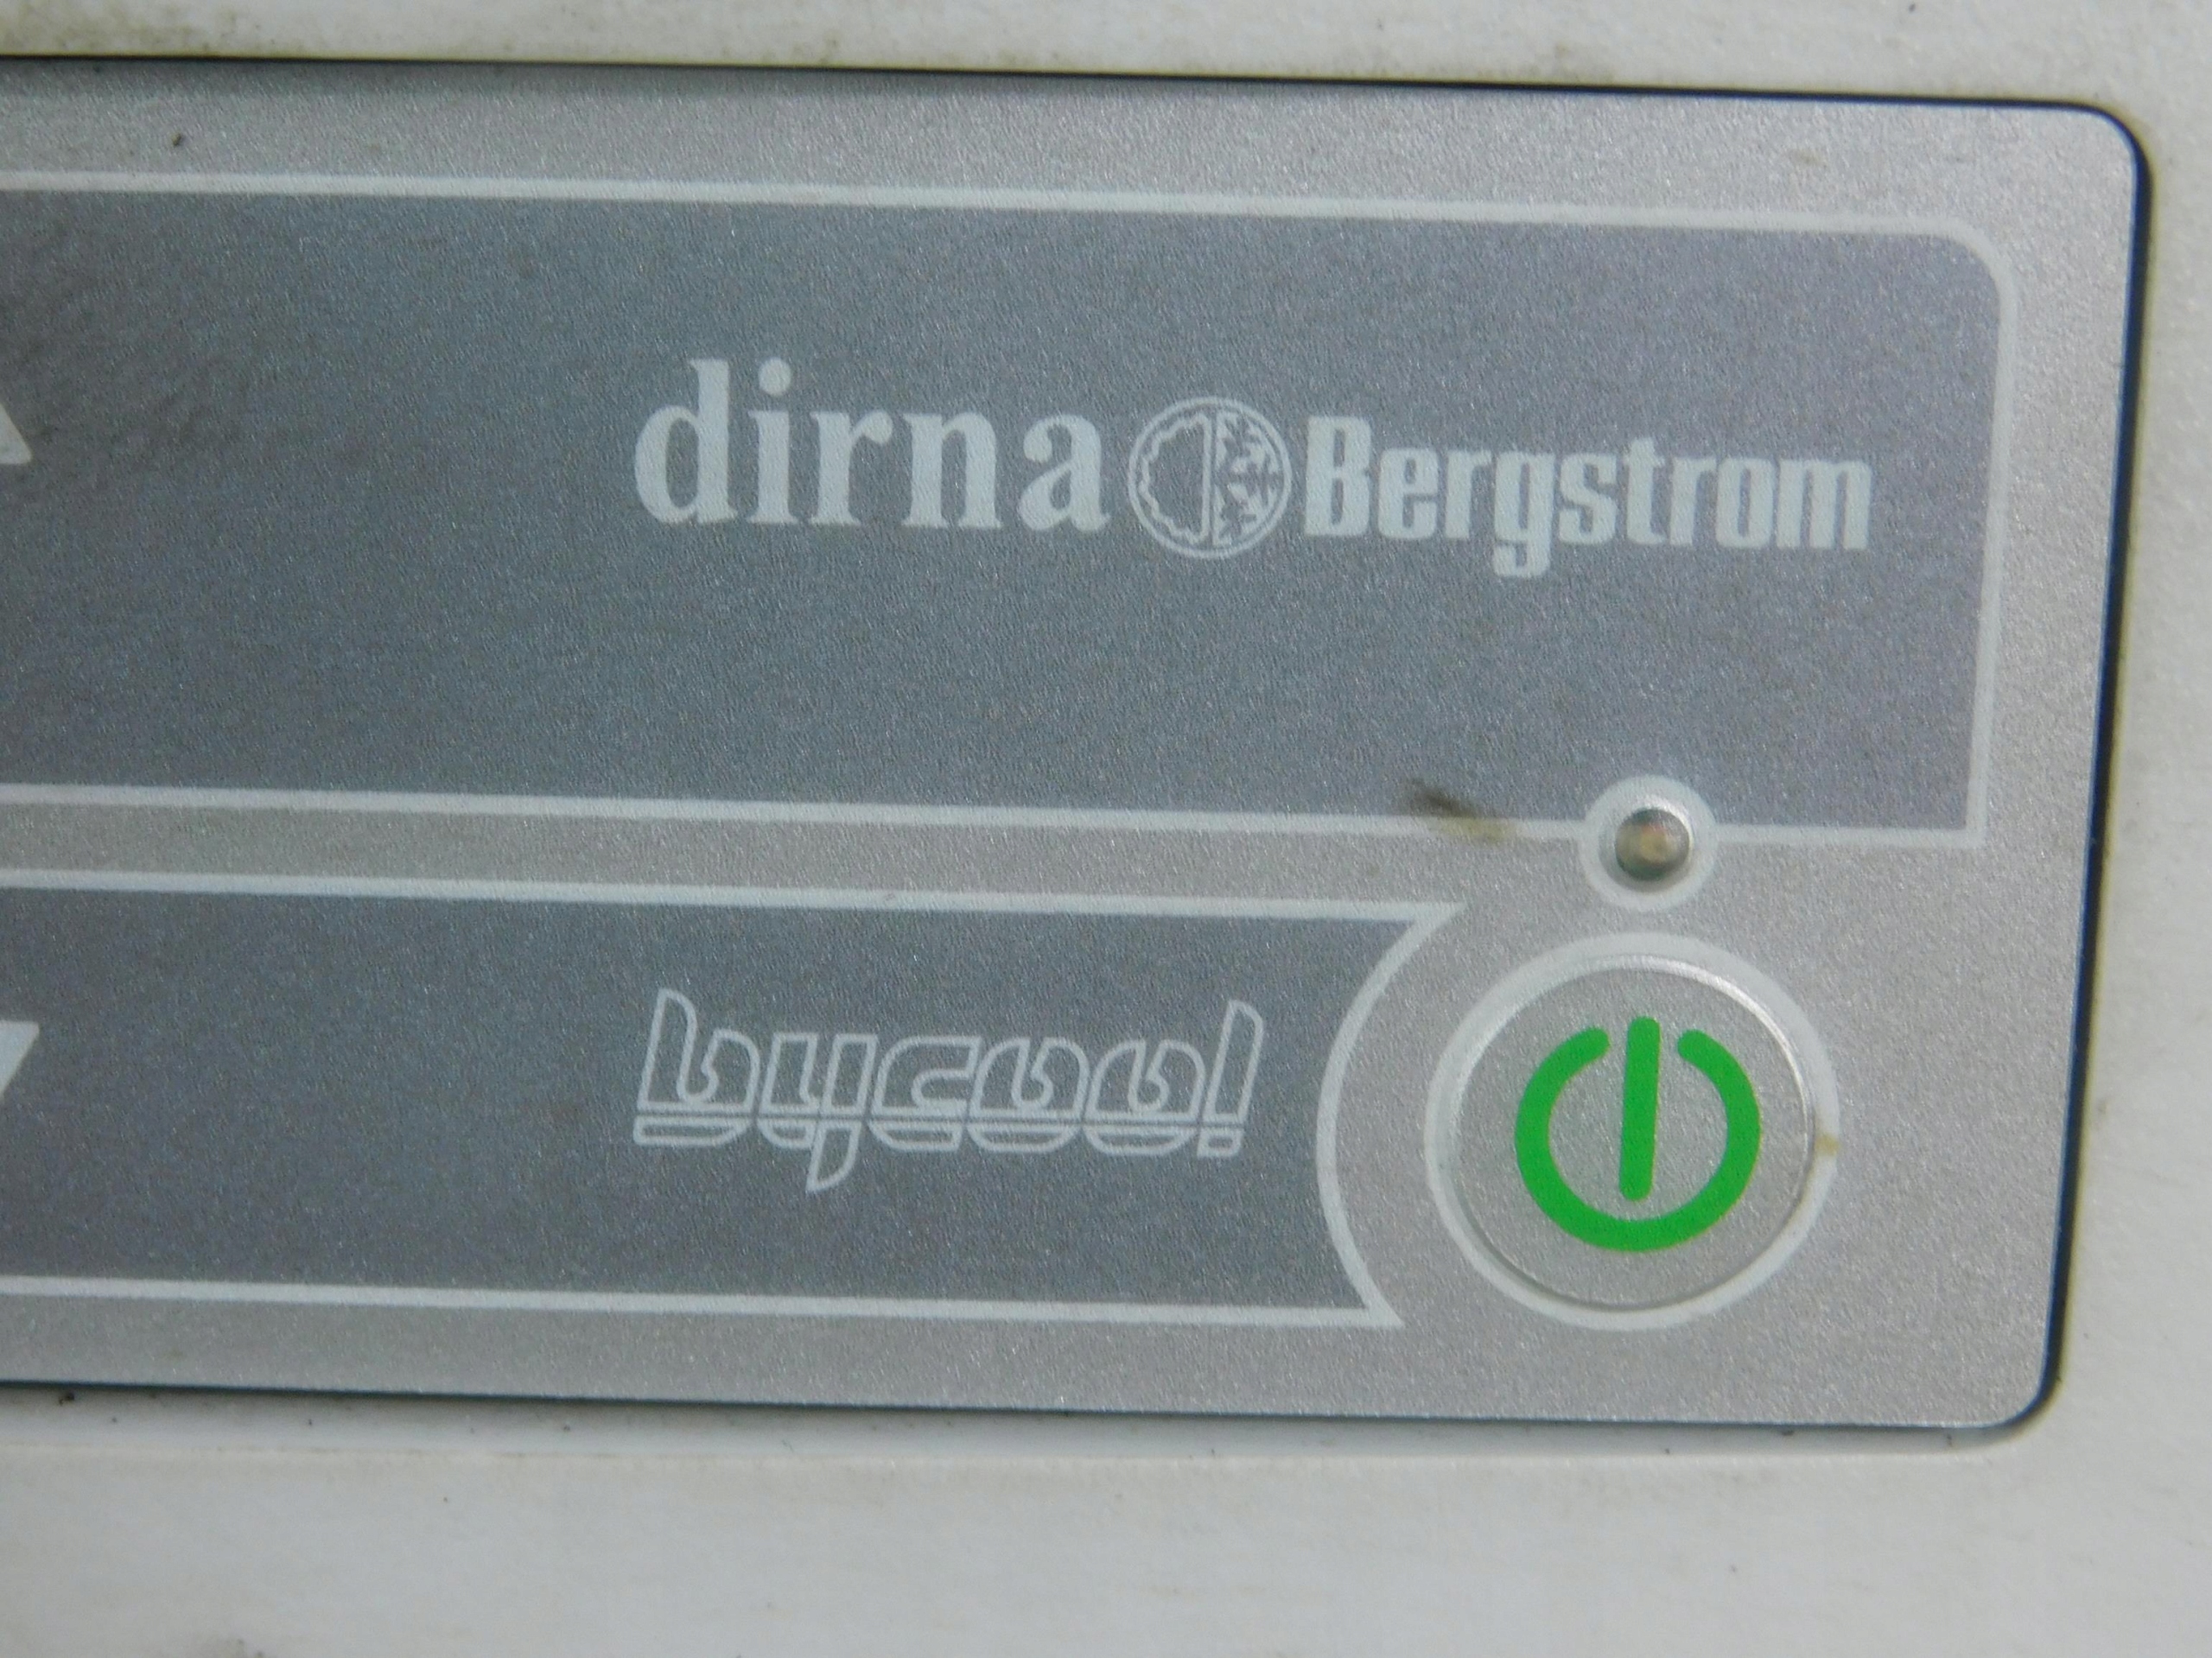 dirna Bergstrom
bycool